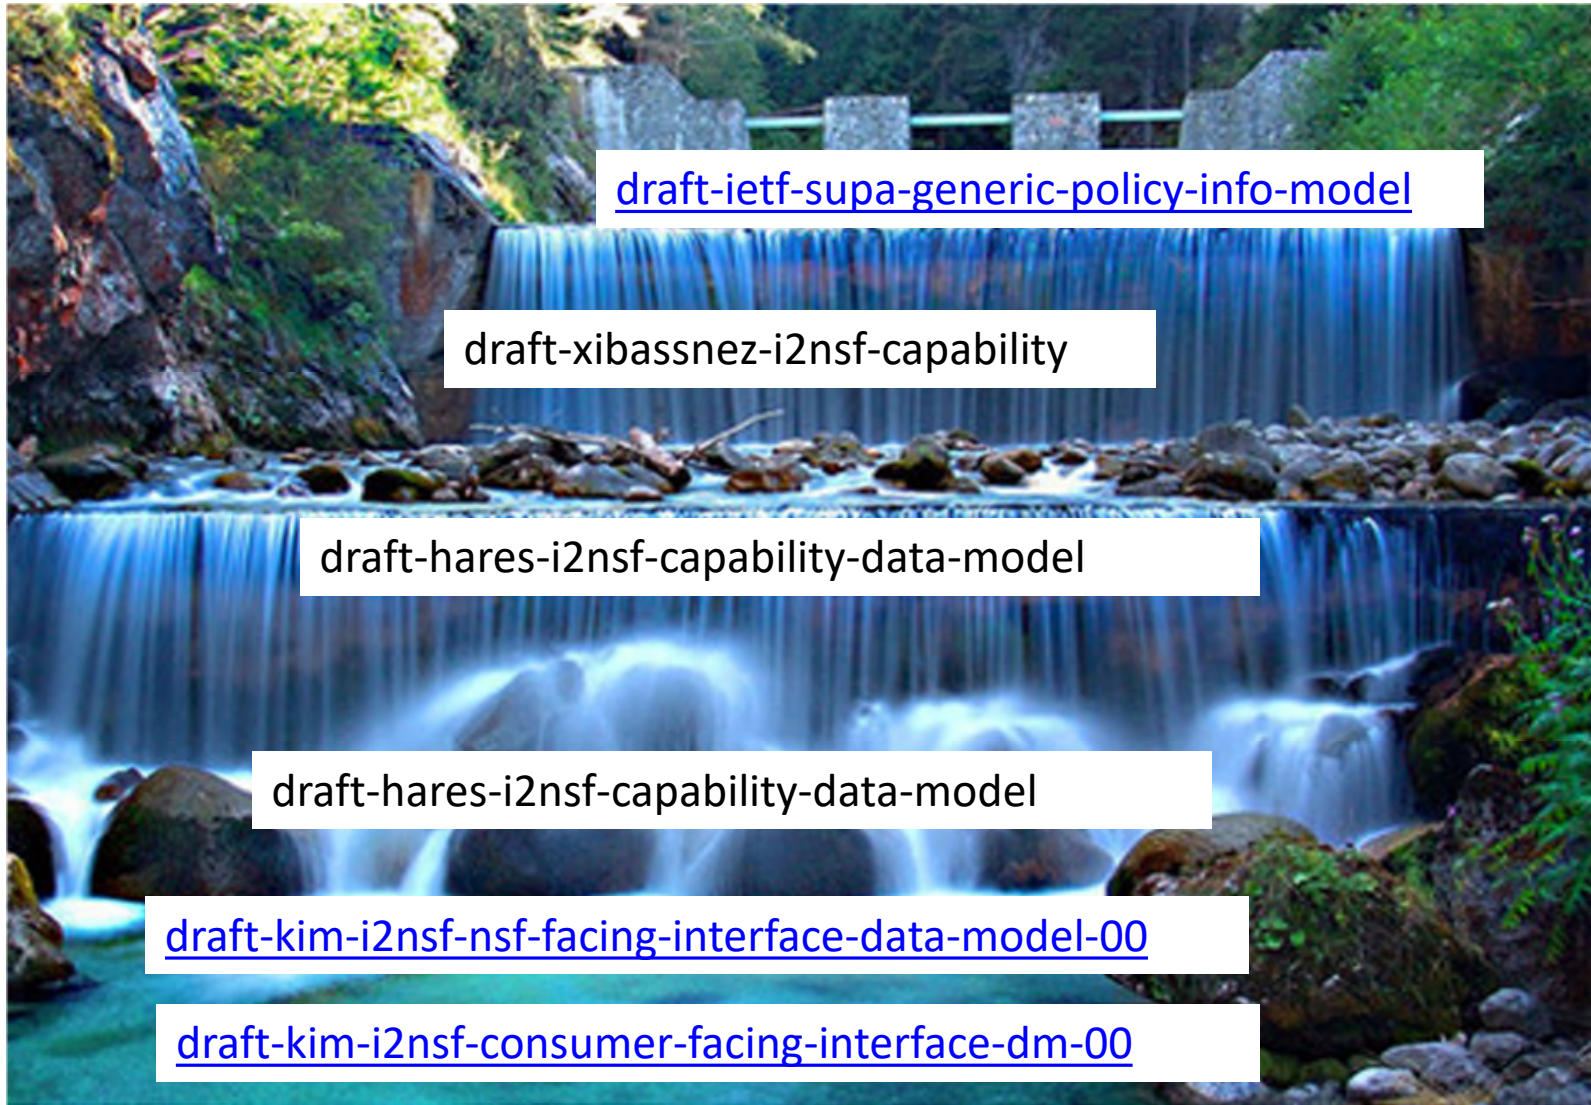 draft-ietf-supa-generic-policy-info-model
draft-xibassnez-i2nsf-capability
draft-hares-i2nsf-capability-data-model
draft-hares-i2nsf-capability-data-model
draft-kim-i2nsf-nsf-facing-interface-data-model-00
draft-kim-i2nsf-consumer-facing-interface-dm-00